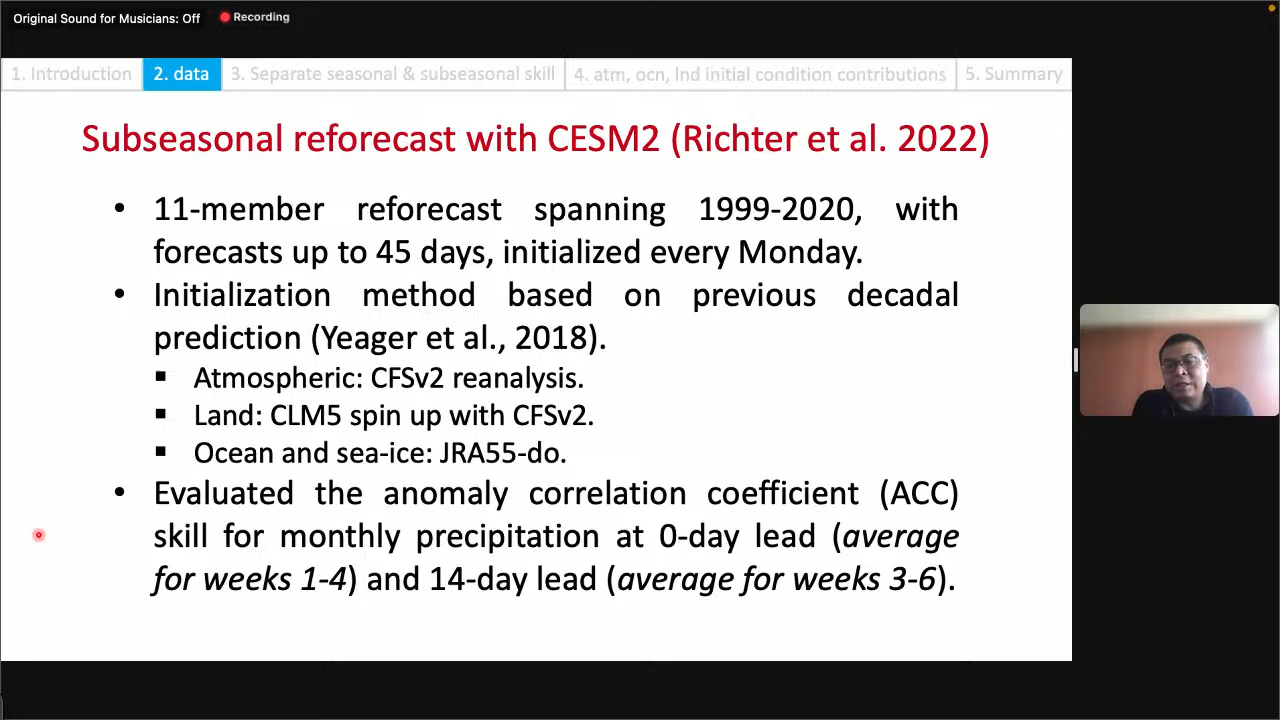 Original Sound for Musicians: Off
Recording
1. Introduction
2. data
3. Separate seasonal & subseasonal skill
4. atm, ocn, lnd initial condition contributions
5. Summary
Subseasonal reforecast with CESM2 (Richter et al. 2022)
• 11-member reforecast spanning 1999-2020, with
forecasts up to 45 days, initialized every Monday.
• Initialization method based on previous decadal
prediction (Yeager et al., 2018).
▪ Atmospheric: CFSv2 reanalysis.
▪ Land: CLM5 spin up with CFSv2.
▪ Ocean and sea-ice: JRA55-do.
• Evaluated the anomaly correlation coefficient (ACC)
skill for monthly precipitation at 0-day lead (average
for weeks 1-4) and 14-day lead (average for weeks 3-6).